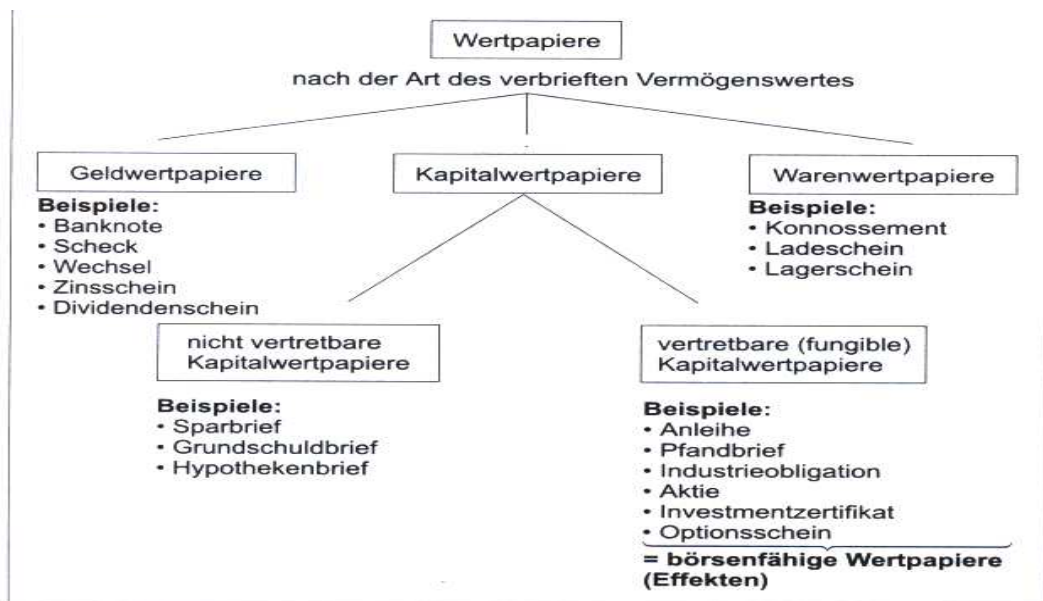 Wertpapiere
nach der Art des verbrieften Vermögenswertes
Geldwertpapiere
Beispiele:
• Banknote
• Scheck
• Wechsel
• Zinsschein
• Dividendenschein
Kapitalwertpapiere
Warenwertpapiere
Beispiele:
• Konnossement
• Ladeschein
• Lagerschein
nicht vertretbare
Kapitalwertpapiere
Beispiele:
• Sparbrief
• Grundschuldbrief
• Hypothekenbrief
vertretbare (fungible)
Kapitalwertpapiere
Beispiele:
• Anleihe
• Pfandbrief
• Industrieobligation
• Aktie
• Investmentzertifikat
• Optionsschein
= börsenfähige Wertpapiere
(Effekten)